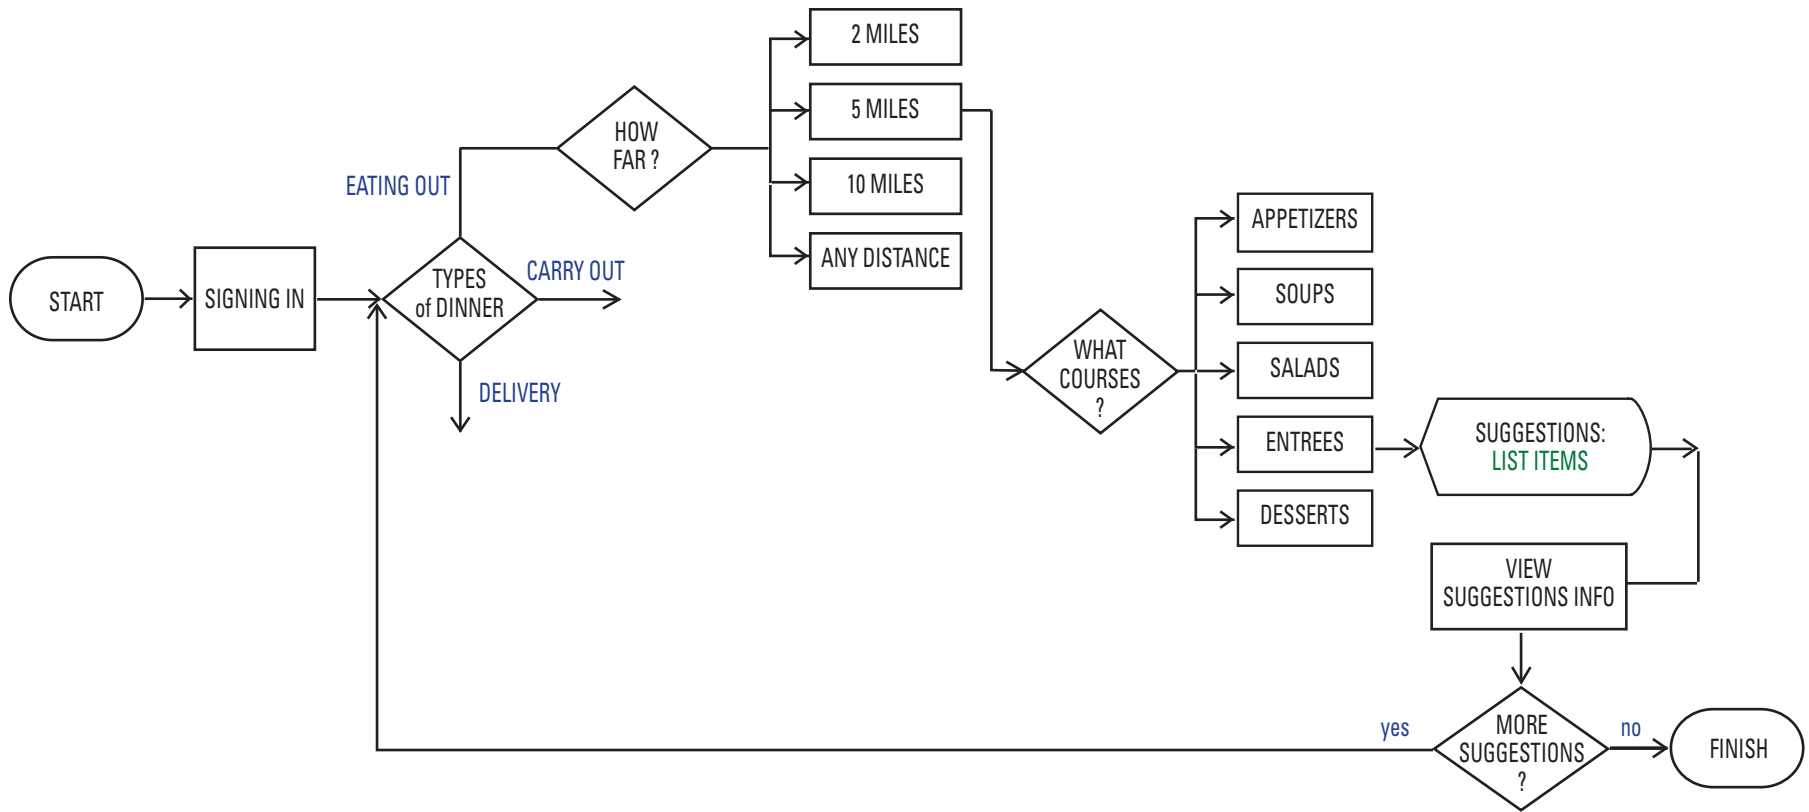 START
SIGNING IN
TYPES
of DINNER
EATING OUT
CARRY OUT
DELIVERY
HOW
FAR ?
2 MILES
5 MILES
10 MILES
ANY DISTANCE
WHAT
COURSES
?
APPETIZERS
SOUPS
SALADS
ENTREES
DESSERTS
SUGGESTIONS:
LIST ITEMS
VIEW
SUGGESTIONS INFO
MORE
SUGGESTIONS
?
yes
no
FINISH